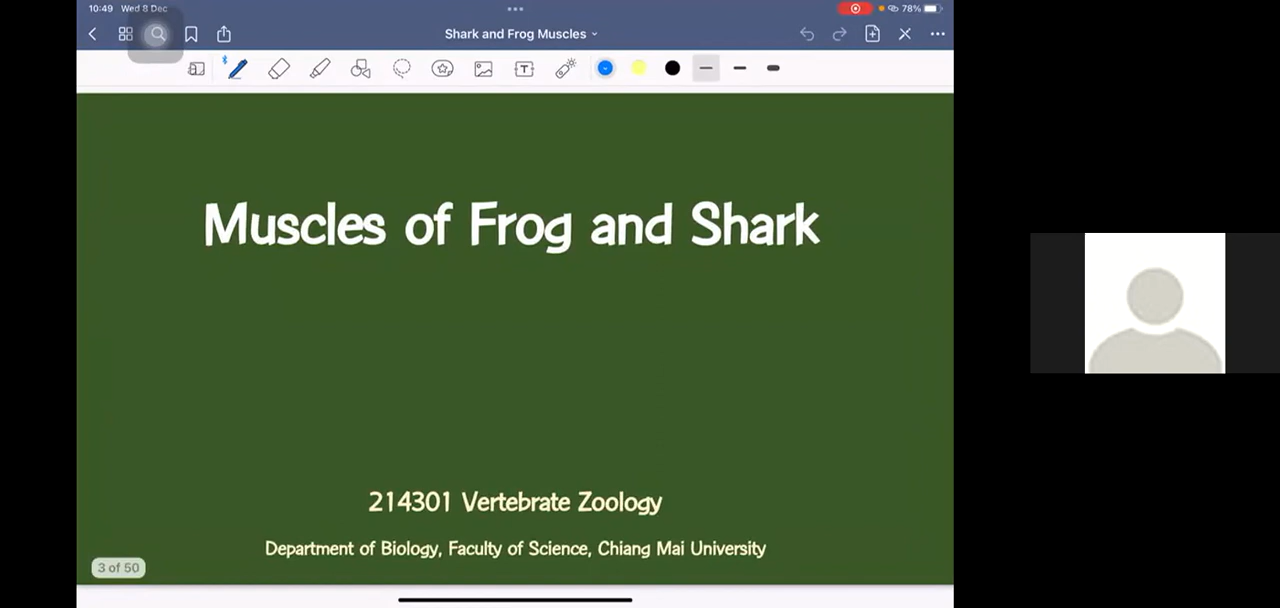 10:49 Wed 8 Dec
78%
Shark and Frog Muscles
T
Muscles of Frog and Shark
214301 Vertebrate Zoology
Department of Biology, Faculty of Science, Chiang Mai University
3 of 50